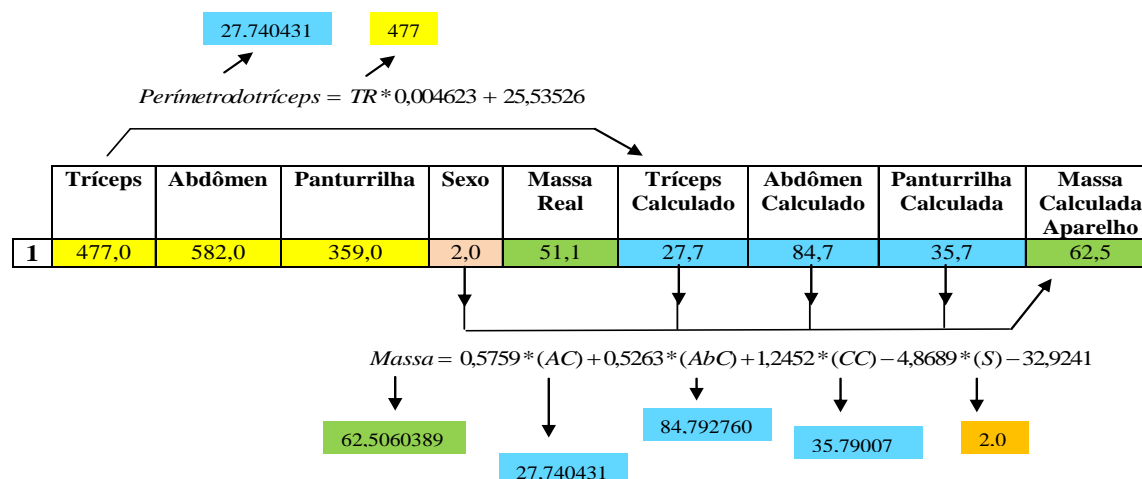 27.740431 477
Perímetrodotríceps = TR*0,004623 + 25,53526
Tríceps Abdômen Panturrilha Sexo Massa Real Tríceps Calculado Abdômen Calculado Panturrilha Calculada Massa Calculada Aparelho
1 477,0 582,0 359,0 2,0 51,1 27,7 84,7 35,7 62,5
Massa = 0,5759*(AC)+0,5263*(AbC)+1,2452*(CC)−4,8689*(S)−32,9241
62,5060389 27.740431 84.792760 35.79007 2.0